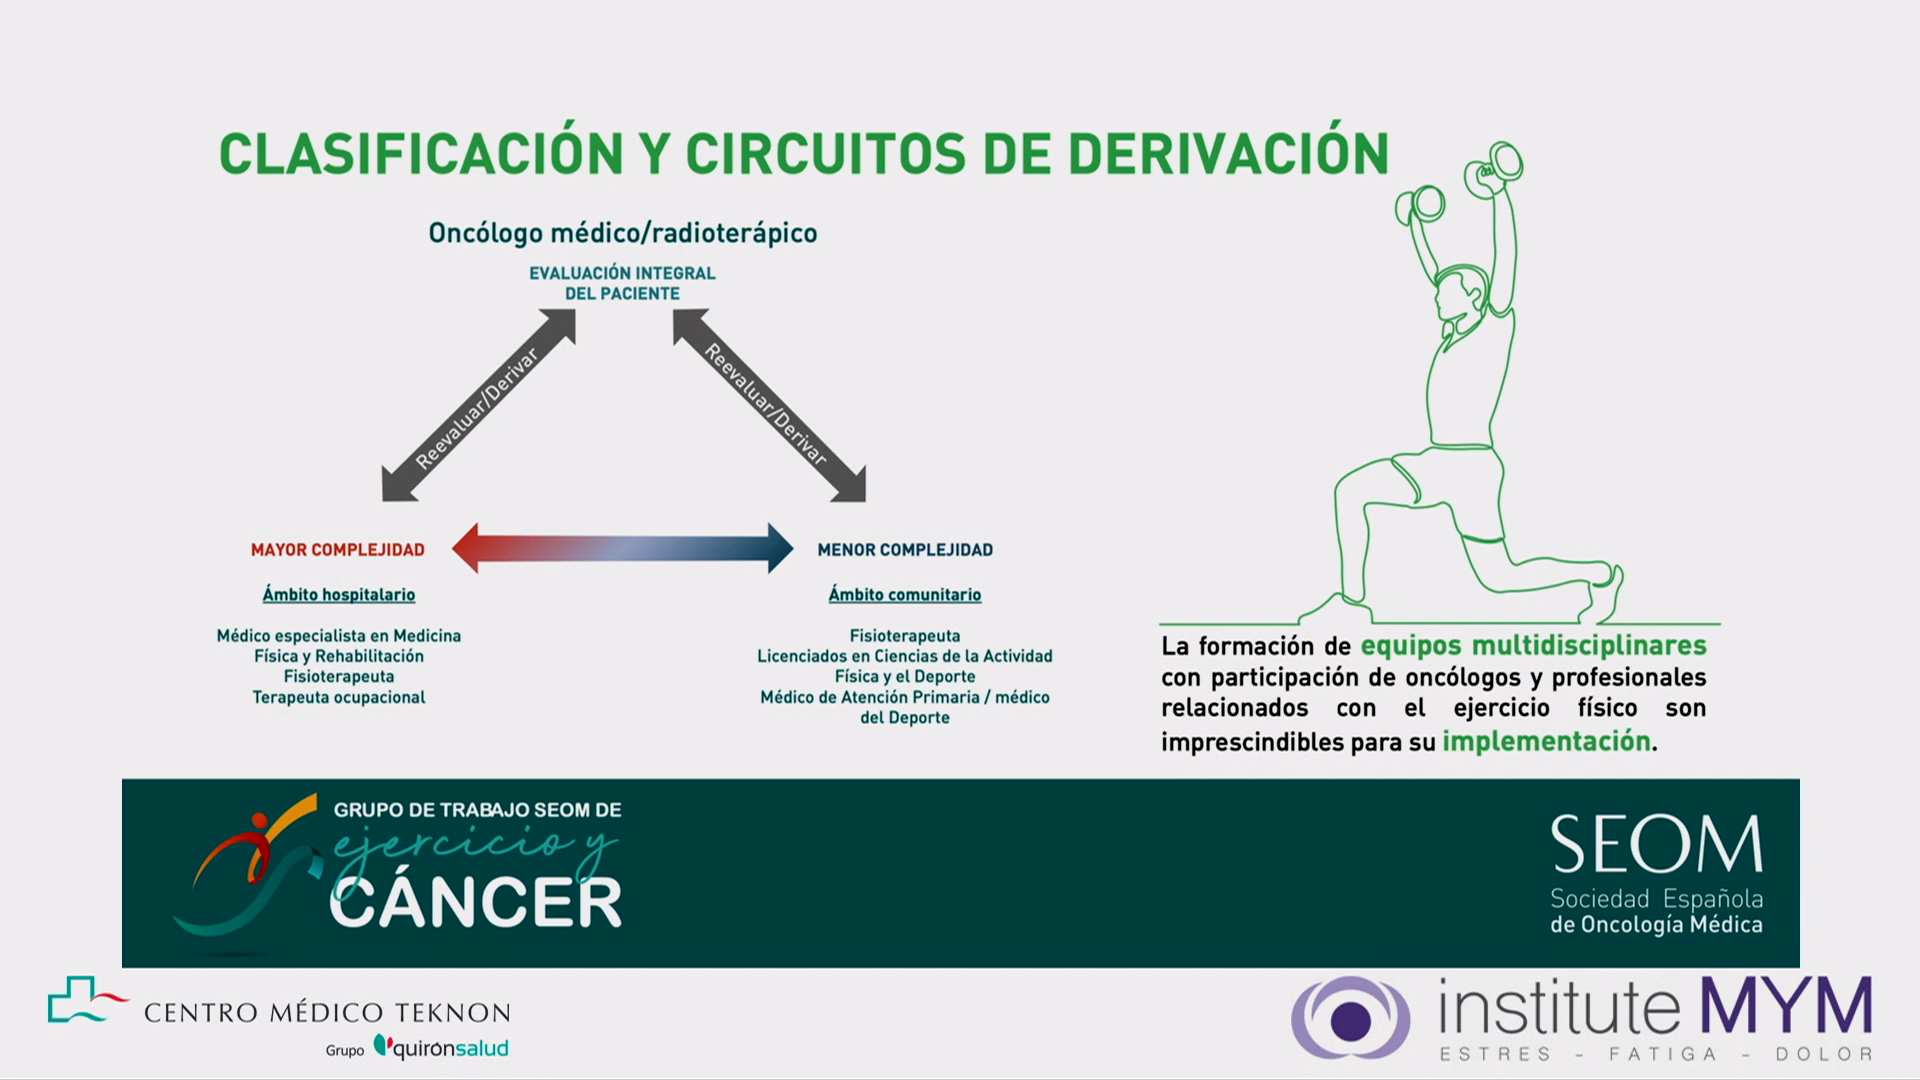 CLASIFICACIÓN Y CIRCUITOS DE DERIVACIÓN
Oncólogo médico/radioterápico
EVALUACIÓN INTEGRAL
DEL PACIENTE
Reevaluar/Derivar
Reevaluar/Derivar
MAYOR COMPLEJIDAD
Ámbito hospitalario
Médico especialista en Medicina
Física y Rehabilitación
Fisioterapeuta
Terapeuta ocupacional
MENOR COMPLEJIDAD
Ámbito comunitario
Fisioterapeuta
Licenciados en Ciencias de la Actividad
Física y el Deporte
Médico de Atención Primaria / médico
del Deporte
La formación de equipos multidisciplinares
con participación de oncólogos y profesionales
relacionados con el ejercicio físico son
imprescindibles para su implementación.
GRUPO DE TRABAJO SEOM DE
ejercicio y
CÁNCER
SEOM
Sociedad Española
de Oncología Médica
CENTRO MÉDICO TEKNON
Grupo quirónsalud
institute MYM
ESTRES - FATIGA - DOLOR